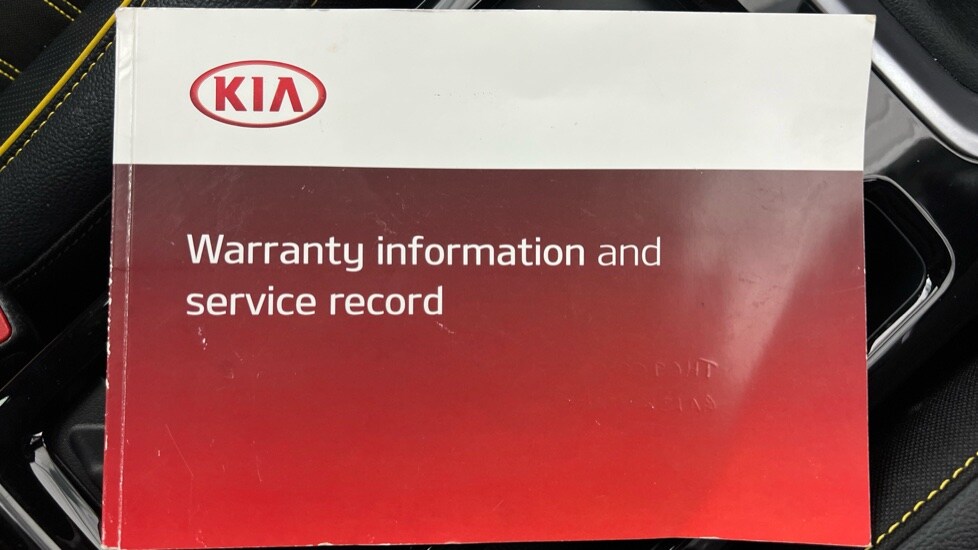 KIA
Warranty information and
service record